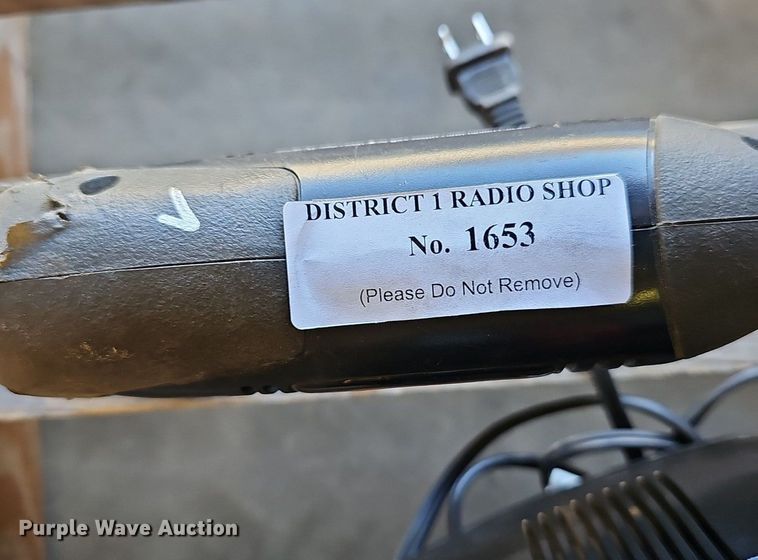 DISTRICT 1 RADIO SHOP
No. 1653
(Please Do Not Remove)
Purple Wave Auction